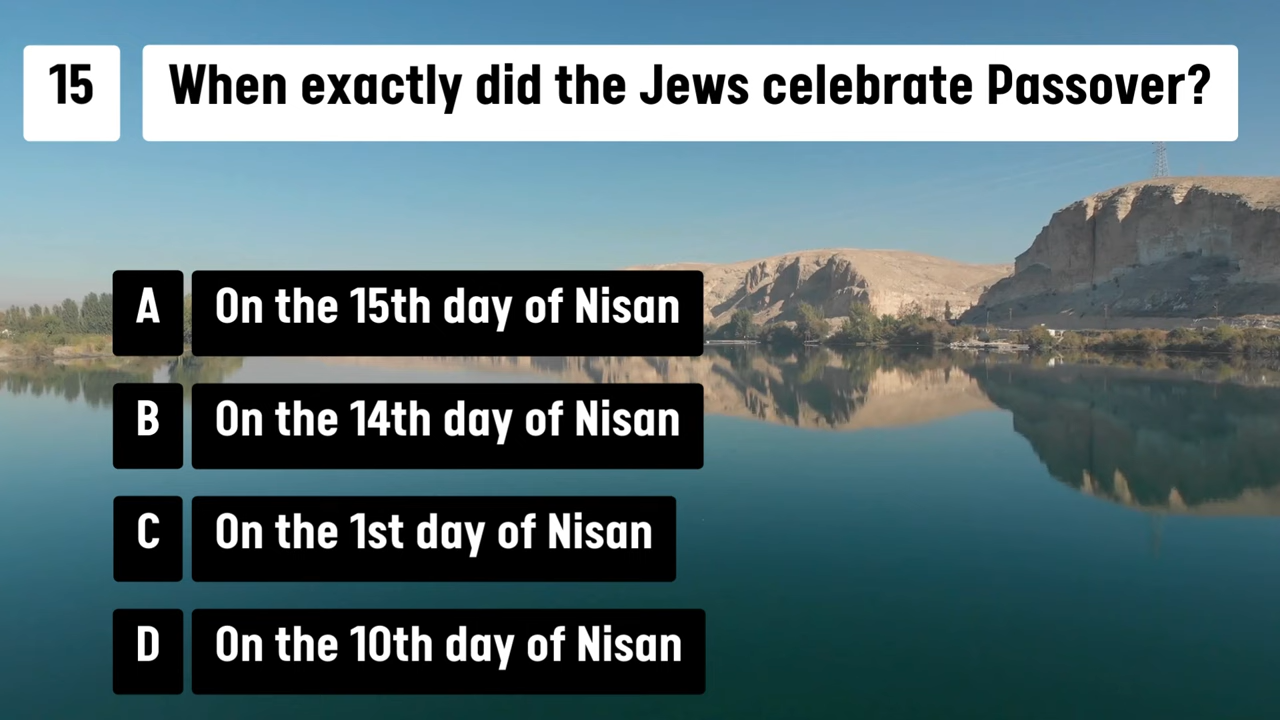 15
When exactly did the Jews celebrate Passover?
A On the 15th day of Nisan
B On the 14th day of Nisan
C On the 1st day of Nisan
D On the 10th day of Nisan